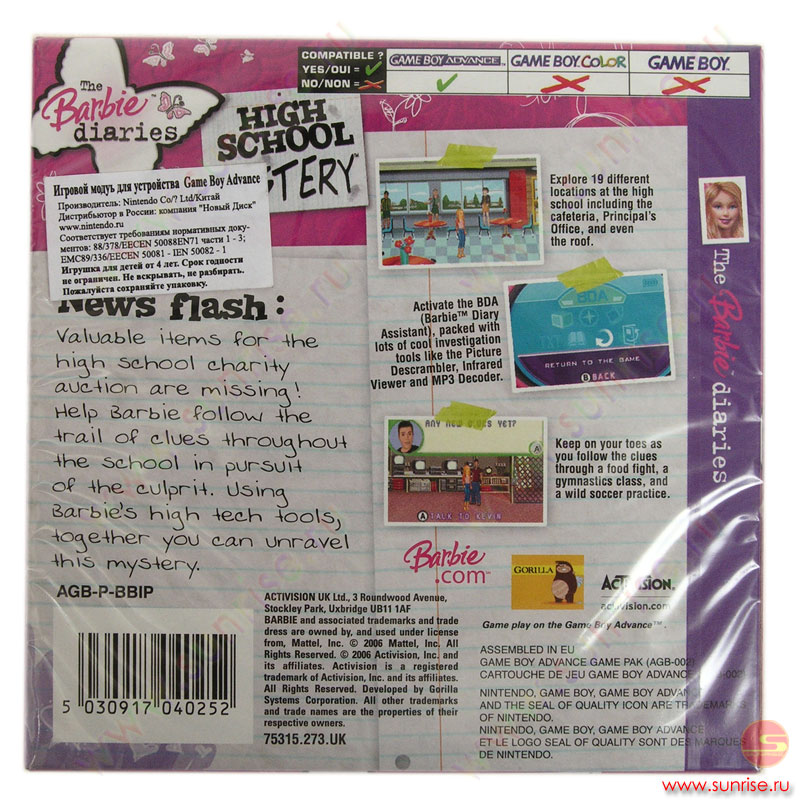 COMPATIBLE ?
YES/OUI = ✓
NO/NON = ✗
GAME BOY ADVANCE™
GAME BOY COLOR
GAME BOY™
The
Barbie™
diaries
HIGH
SCHOOL
STERY™
Игровой модуъ для устройства Game Boy Advance
Производитель: Nintendo Co/? Ltd/Китай
Дистрибьютор в России: компания "Новый Диск"
www.nintendo.ru
Соответствует требованиям нормативных доку-
ментов: 88/378/EECEN 50088EN71 части 1 - 3;
EMC89/336/EECEN 50081 - IEN 50082 - 1
Игрушка для детей от 4 лет. Срок годности
не ограничен. Не вскрывать, не разбирать.
Пожалуйста сохраняйте упаковку.
News flash:
Valuable items for the
high school charity
auction are missing!
Help Barbie follow the
trail of clues throughout
the school in pursuit
of the culprit. Using
Barbie's high tech tools,
together you can unravel
this mystery.
AGB-P-BBIP
5 030917 040252
Explore 19 different
locations at the high
school including the
cafeteria, Principal's
Office, and even
the roof.
Activate the BDA
(Barbie™ Diary
Assistant), packed with
lots of cool investigation
tools like the Picture
Descrambler, Infrared
Viewer and MP3 Decoder.
BDA
RETURN TO THE GAME
B BACK
ANY NEW CLUES YET?
A
A TALK TO KEVIN
Keep on your toes as
you follow the clues
through a food fight, a
gymnastics class, and
a wild soccer practice.
Barbie
.com™
GORILLA
ACTIVISION.
activision.com
Game play on the Game Boy Advance™.
ACTIVISION UK Ltd., 3 Roundwood Avenue,
Stockley Park, Uxbridge UB11 1AF
BARBIE and associated trademarks and trade
dress are owned by, and used under license
from, Mattel, Inc. © 2006 Mattel, Inc. All
Rights Reserved. © 2006 Activision, Inc. and
its affiliates. Activision is a registered
trademark of Activision, Inc. and its affiliates.
All Rights Reserved. Developed by Gorilla
Systems Corporation. All other trademarks
and trade names are the properties of their
respective owners.
75315.273.UK
ASSEMBLED IN EU
GAME BOY ADVANCE GAME PAK (AGB-002)
CARTOUCHE DE JEU GAME BOY ADVANCE
NINTENDO, GAME BOY, GAME BOY ADVANCE
AND THE SEAL OF QUALITY ICON ARE TRADEMARKS
OF NINTENDO.
NINTENDO, GAME BOY, GAME BOY ADVANCE
ET LE LOGO SEAL OF QUALITY SONT DES MARQUES
DE NINTENDO.
The Barbie™ diaries
www.sunrise.ru